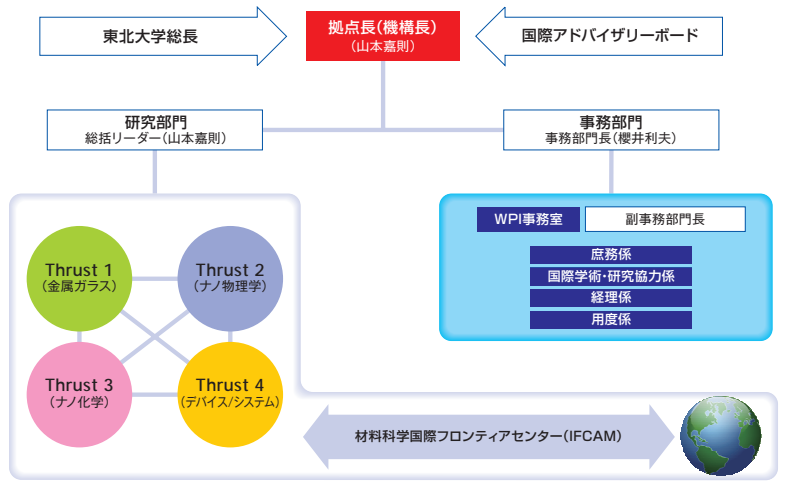 東北大学総長
拠点長(機構長)
(山本嘉則)
国際アドバイザリーボード
研究部門
総括リーダー(山本嘉則)
事務部門
事務部門長(櫻井利夫)
WPI事務室
副事務部門長
庶務係
国際学術・研究協力係
経理係
用度係
Thrust 1
(金属ガラス)
Thrust 2
(ナノ物理学)
Thrust 3
(ナノ化学)
Thrust 4
(デバイス/システム)
材料科学国際フロンティアセンター(IFCAM)